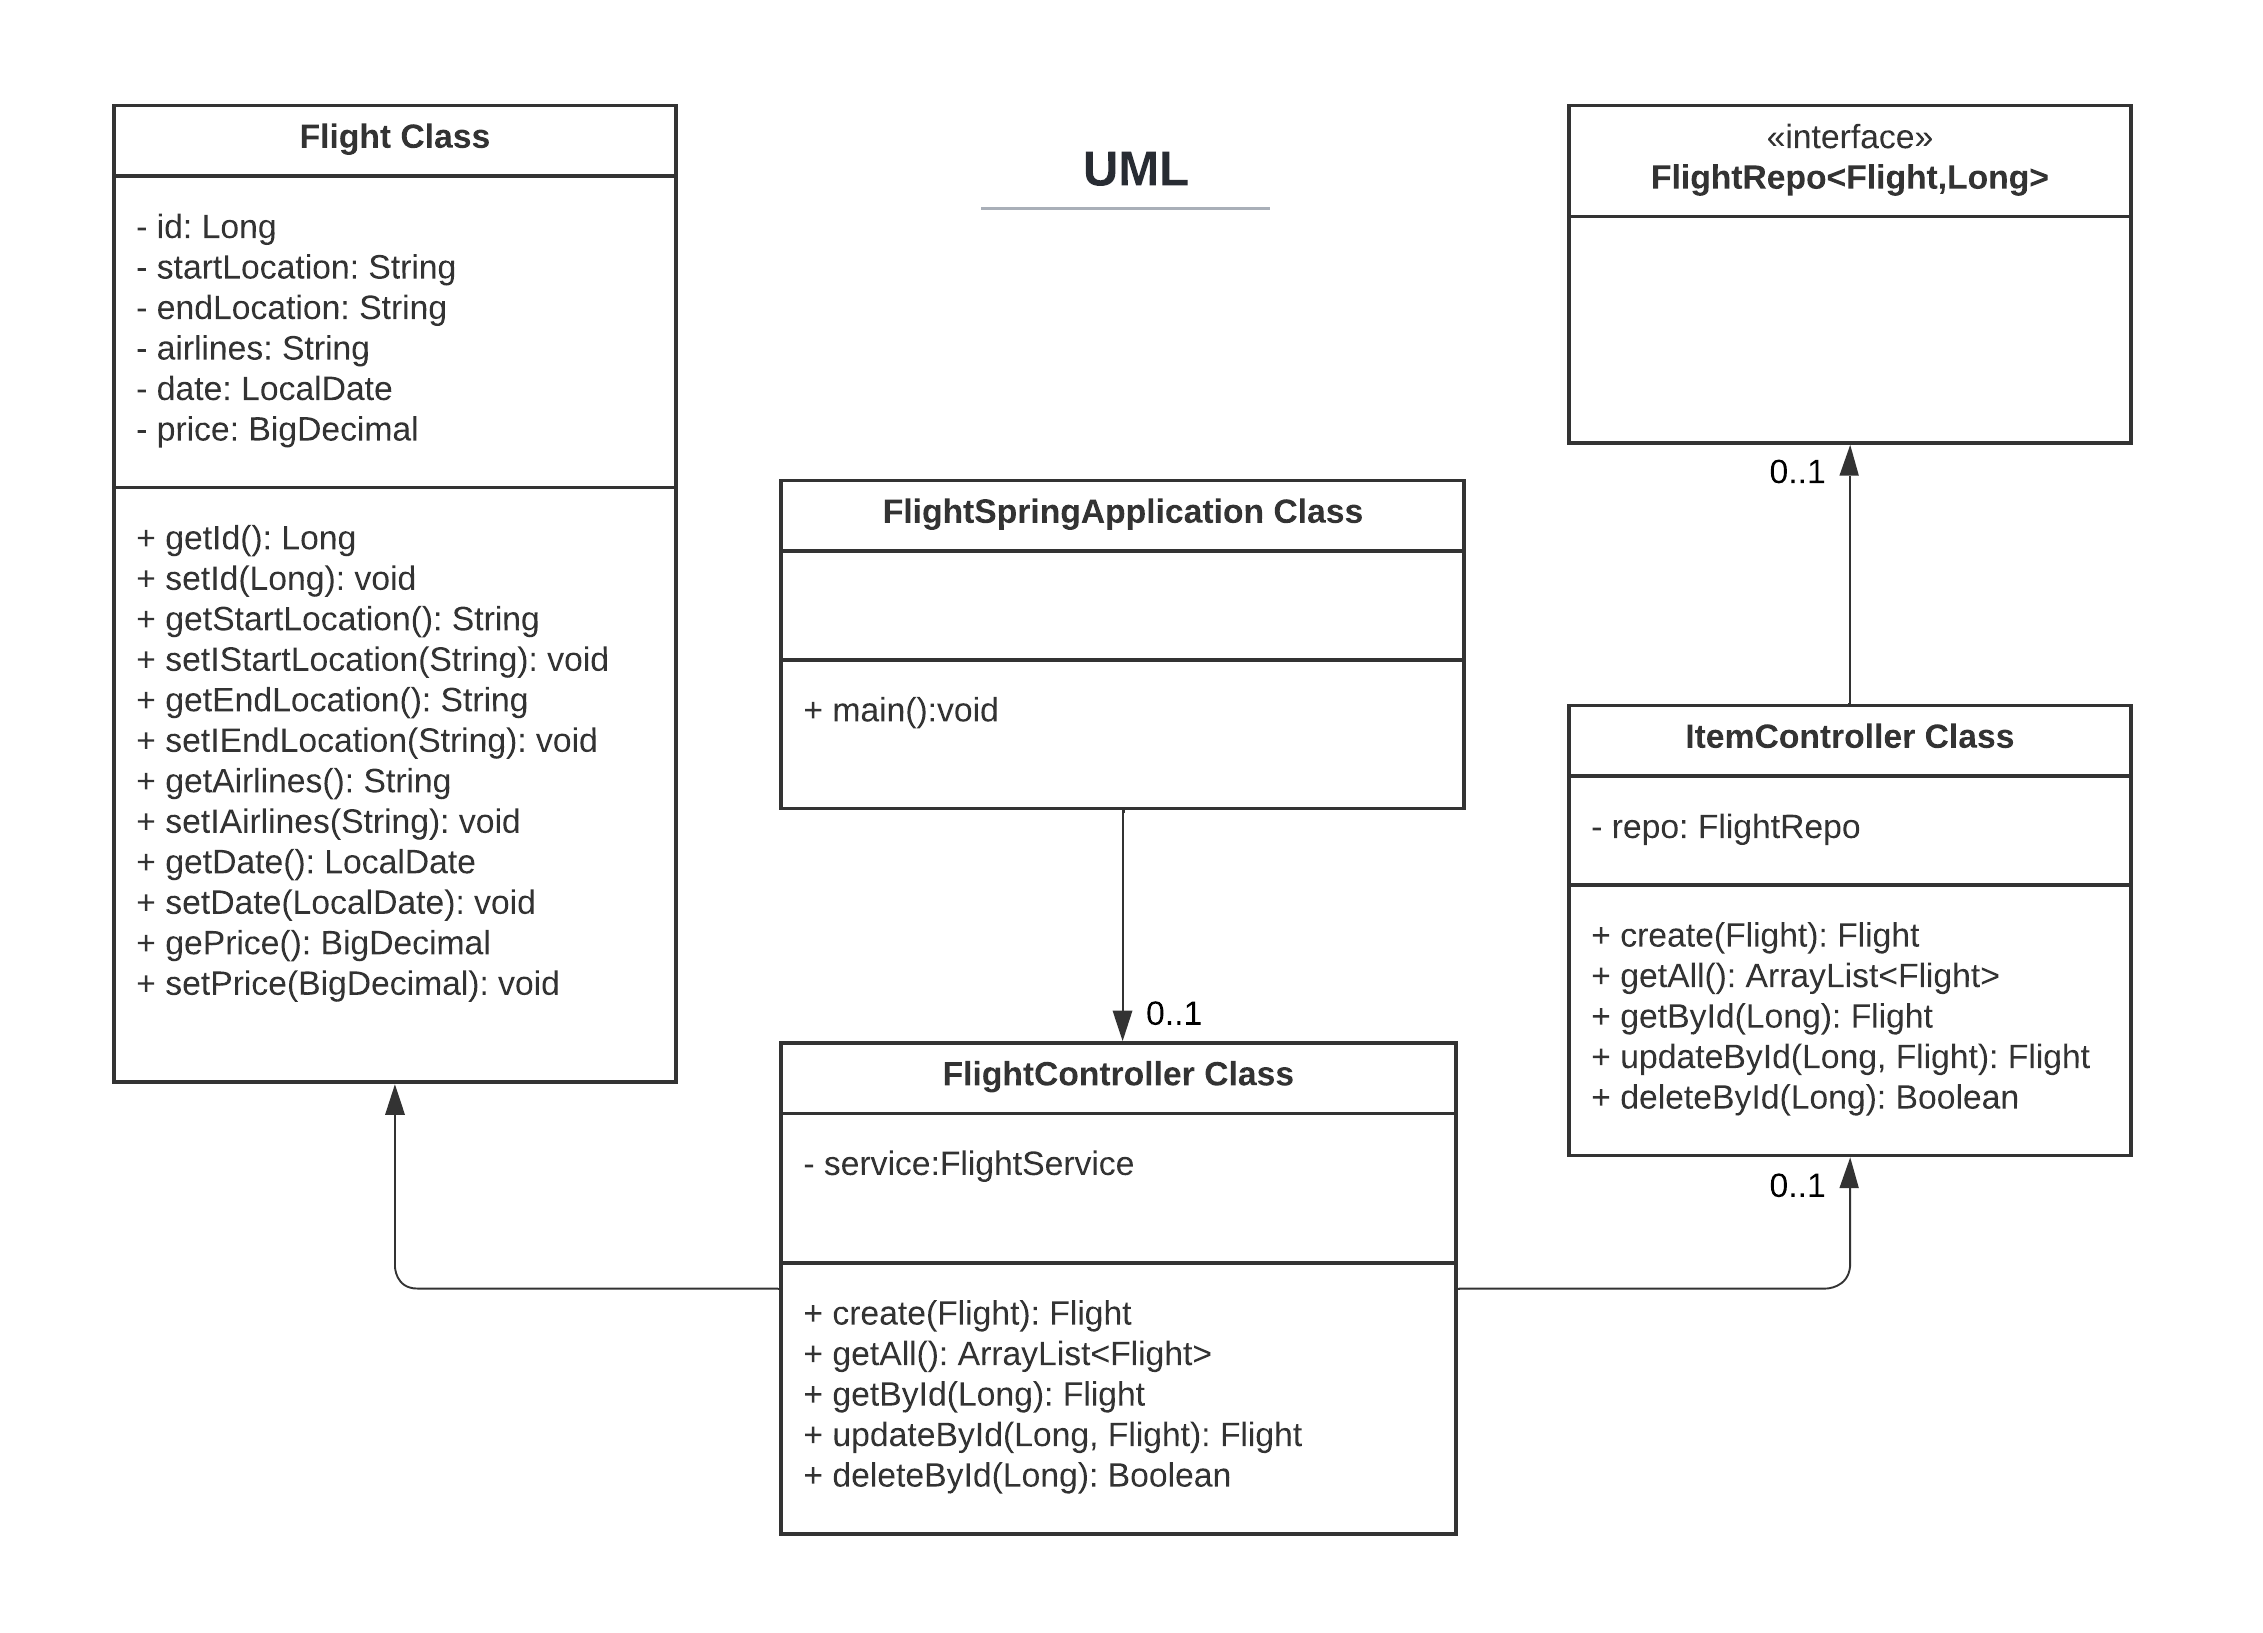 UML
Flight Class
- id: Long
- startLocation: String
- endLocation: String
- airlines: String
- date: LocalDate
- price: BigDecimal
+ getId(): Long
+ setId(Long): void
+ getStartLocation(): String
+ setIStartLocation(String): void
+ getEndLocation(): String
+ setIEndLocation(String): void
+ getAirlines(): String
+ setIAirlines(String): void
+ getDate(): LocalDate
+ setDate(LocalDate): void
+ gePrice(): BigDecimal
+ setPrice(BigDecimal): void
FlightSpringApplication Class
+ main():void
0..1
FlightController Class
- service:FlightService
+ create(Flight): Flight
+ getAll(): ArrayList<Flight>
+ getById(Long): Flight
+ updateById(Long, Flight): Flight
+ deleteById(Long): Boolean
«interface»
FlightRepo<Flight,Long>
0..1
ItemController Class
- repo: FlightRepo
+ create(Flight): Flight
+ getAll(): ArrayList<Flight>
+ getById(Long): Flight
+ updateById(Long, Flight): Flight
+ deleteById(Long): Boolean
0..1